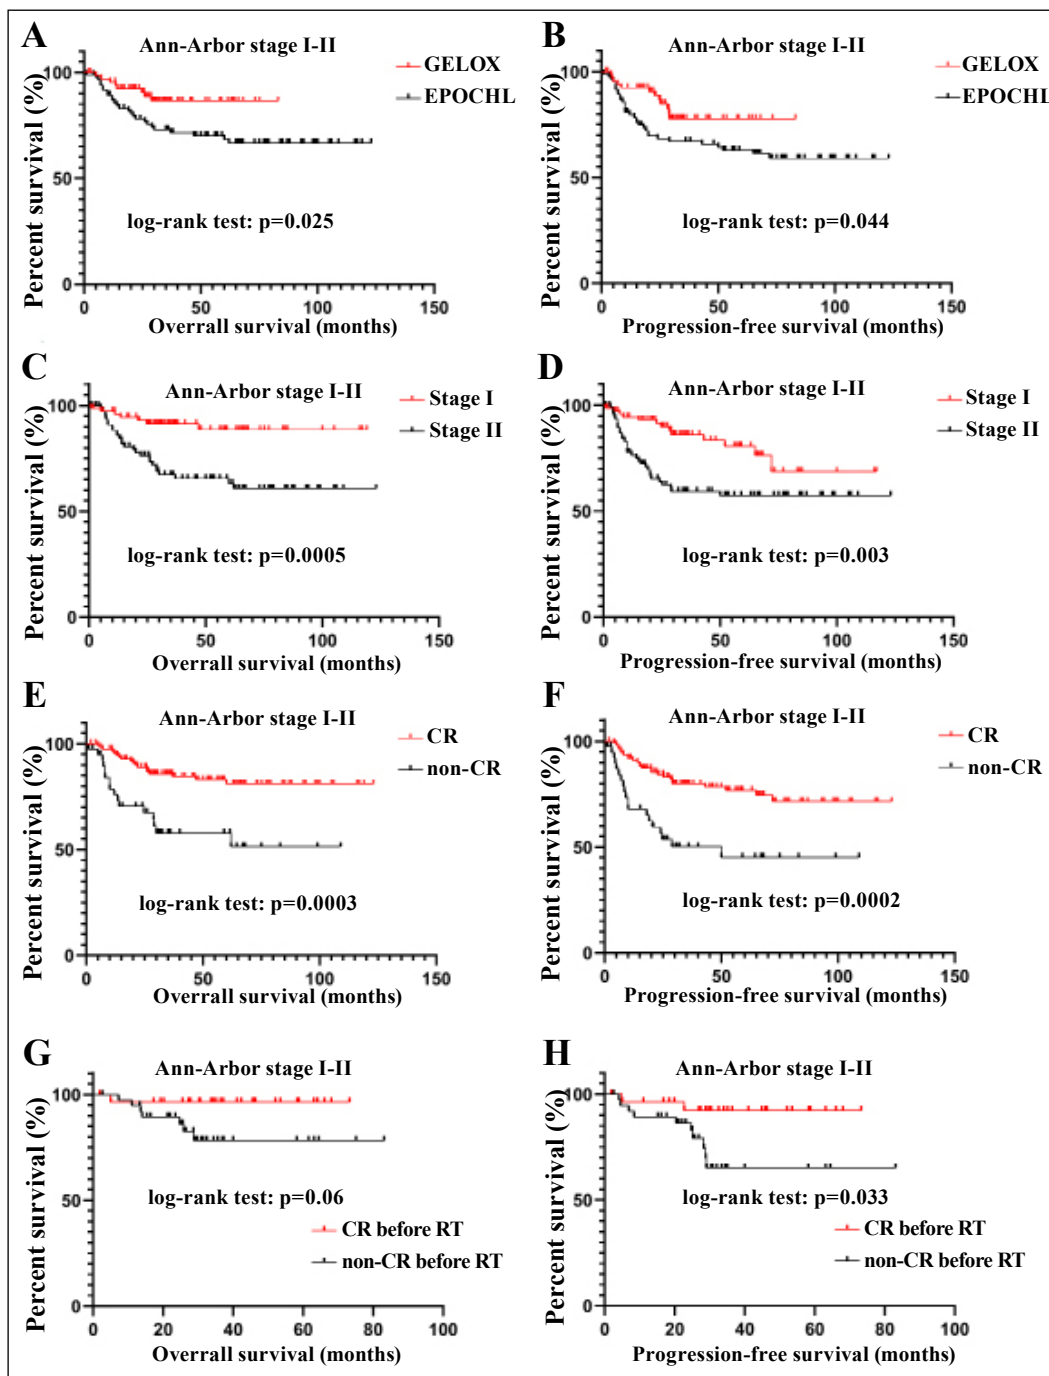 A
Ann-Arbor stage I-II
GELOX
EPOCHL
Percent survival (%)
100
50
0
log-rank test: p=0.025
0 50 100 150
Overrall survival (months)
B
Ann-Arbor stage I-II
GELOX
EPOCHL
Percent survival (%)
100
50
0
log-rank test: p=0.044
0 50 100 150
Progression-free survival (months)
C
Ann-Arbor stage I-II
Stage I
Stage II
Percent survival (%)
100
50
0
log-rank test: p=0.0005
0 50 100 150
Overrall survival (months)
D
Ann-Arbor stage I-II
Stage I
Stage II
Percent survival (%)
100
50
0
log-rank test: p=0.003
0 50 100 150
Progression-free survival (months)
E
Ann-Arbor stage I-II
CR
non-CR
Percent survival (%)
100
50
0
log-rank test: p=0.0003
0 50 100 150
Overrall survival (months)
F
Ann-Arbor stage I-II
CR
non-CR
Percent survival (%)
100
50
0
log-rank test: p=0.0002
0 50 100 150
Progression-free survival (months)
G
Ann-Arbor stage I-II
Percent survival (%)
100
50
0
log-rank test: p=0.06
CR before RT
non-CR before RT
0 20 40 60 80 100
Overrall survival (months)
H
Ann-Arbor stage I-II
Percent survival (%)
100
50
0
log-rank test: p=0.033
CR before RT
non-CR before RT
0 20 40 60 80 100
Progression-free survival (months)